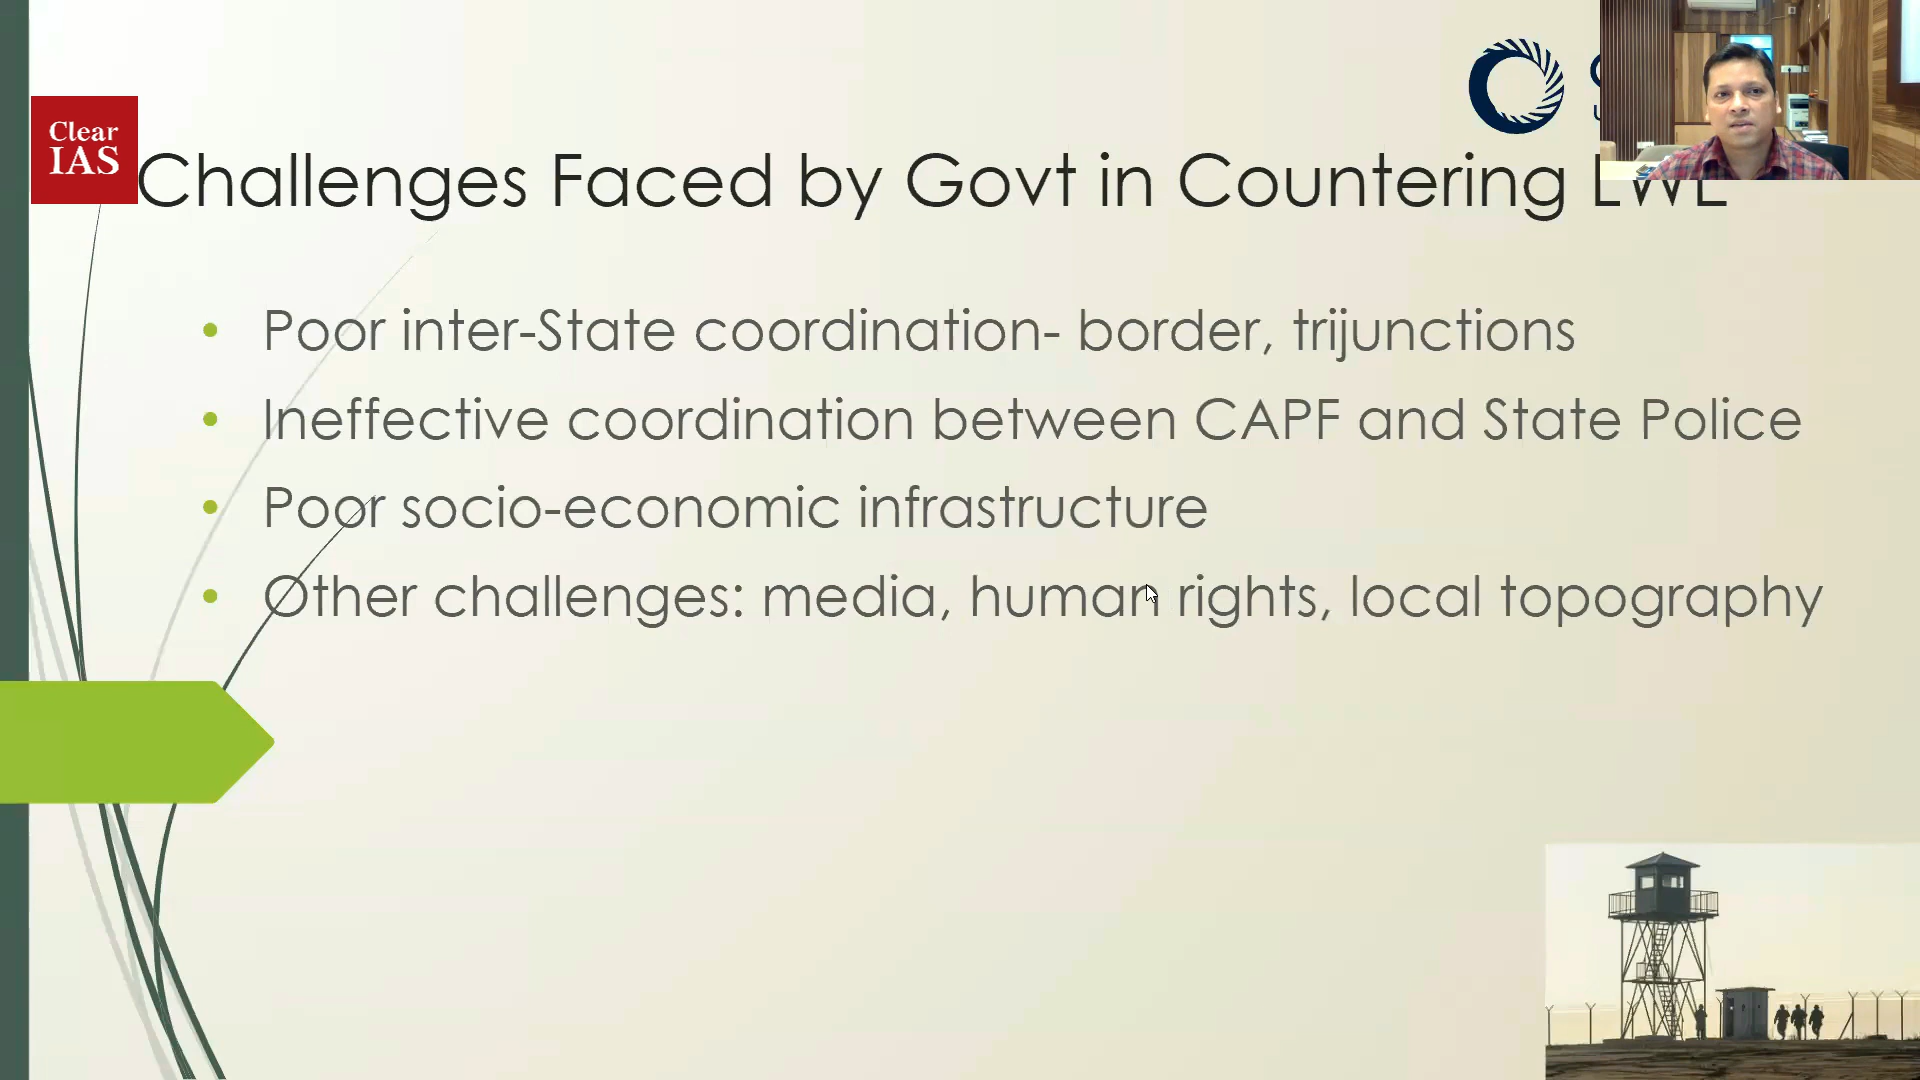 Clear
IAS
Challenges Faced by Govt in Countering LWE
• Poor inter-State coordination- border, trijunctions
• Ineffective coordination between CAPF and State Police
• Poor socio-economic infrastructure
• Other challenges: media, human rights, local topography